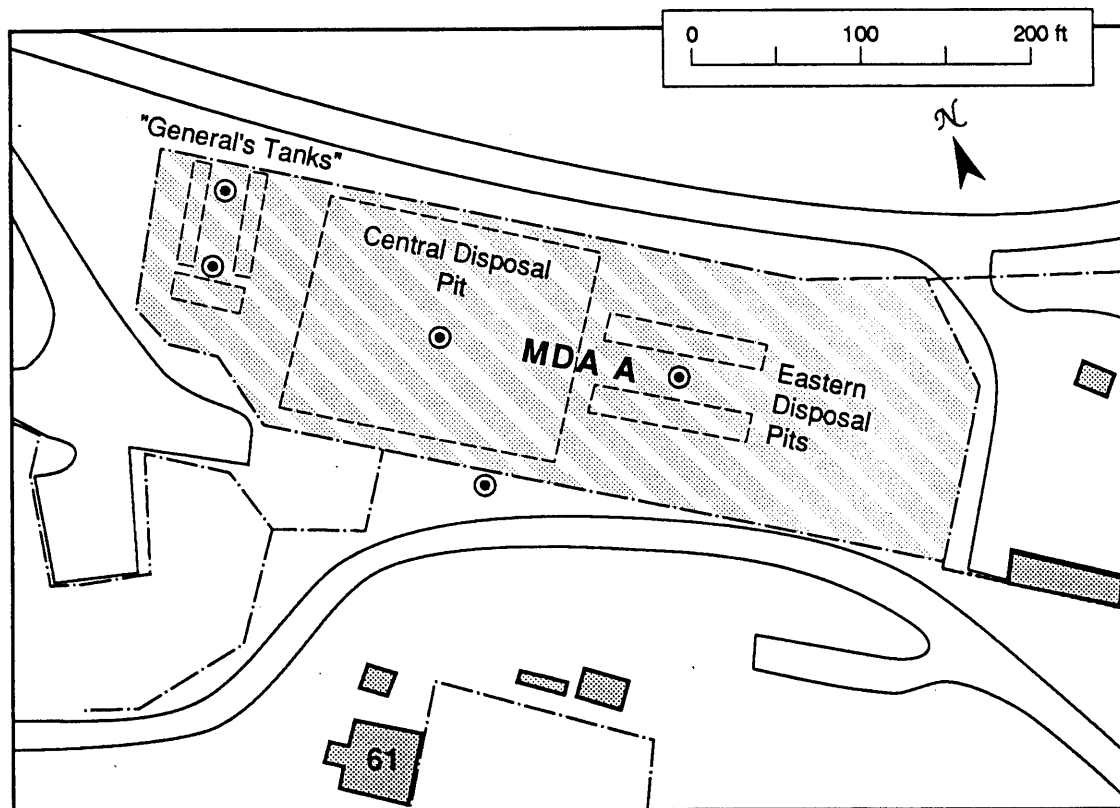 0 100 200 ft
N
"General's Tanks"
Central Disposal
Pit
MDA A
Eastern
Disposal
Pits
61